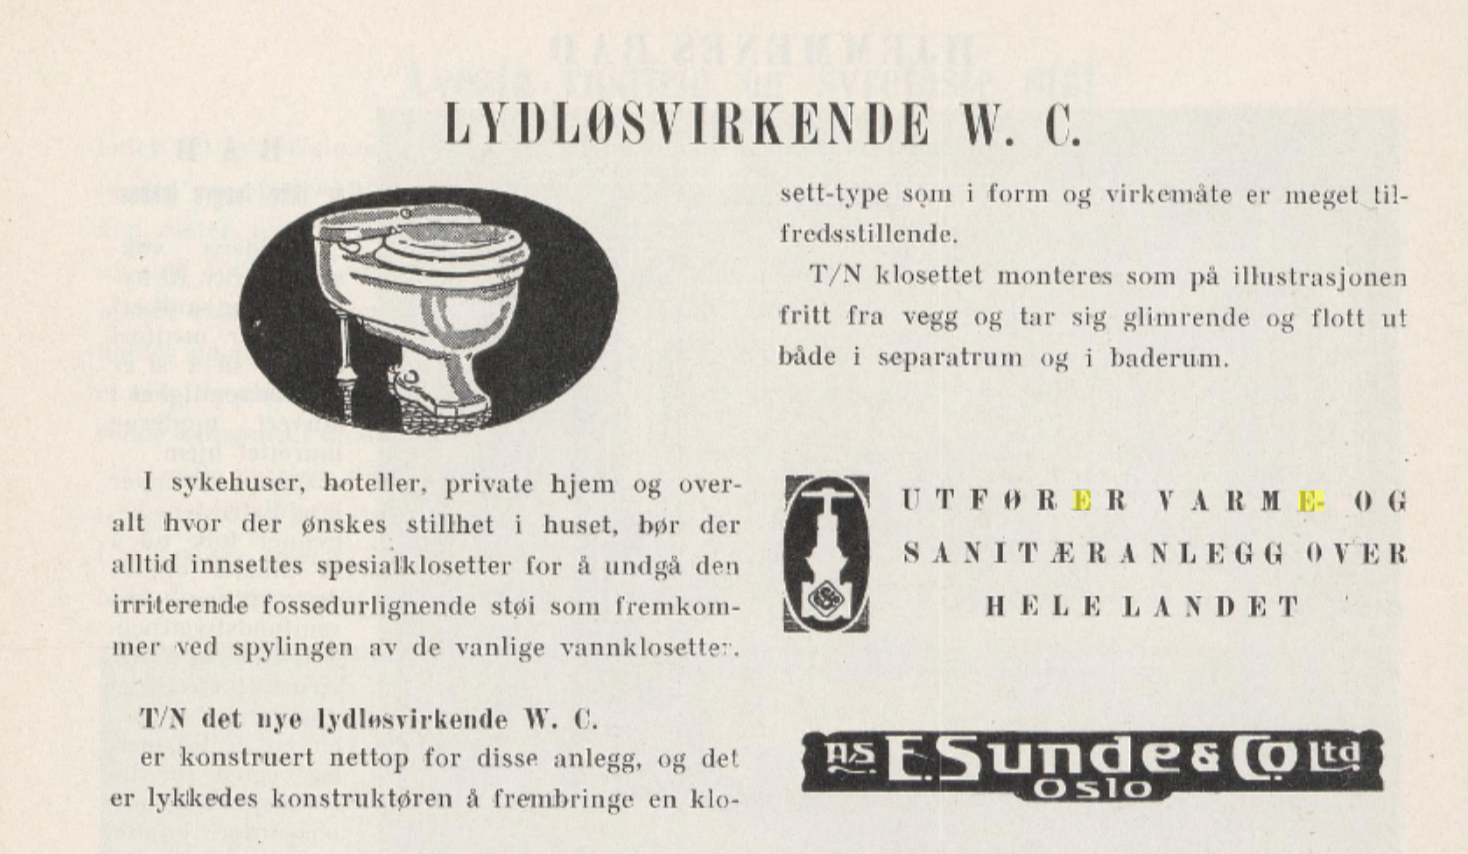 LYDLØSVIRKENDE W. C.
I sykehuser, hoteller, private hjem og over-
alt hvor der ønskes stillhet i huset, bør der
alltid innsettes spesialklosetter for å undgå den
irriterende fossedurlignende støi som fremkom-
mer ved spylingen av de vanlige vannklosetter.
T/N det nye lydløsvirkende W. C.
er konstruert nettop for disse anlegg, og det
er lykkedes konstruktøren å frembringe en klo-
sett-type som i form og virkemåte er meget til-
fredsstillende.
T/N klosettet monteres som på illustrasjonen
fritt fra vegg og tar sig glimrende og flott ut
både i separatrum og i baderum.
UTFØRER VARME- OG
SANITÆRANLEGG OVER
HELE LANDET
A/S E. Sunde & Co. Ltd.
Oslo